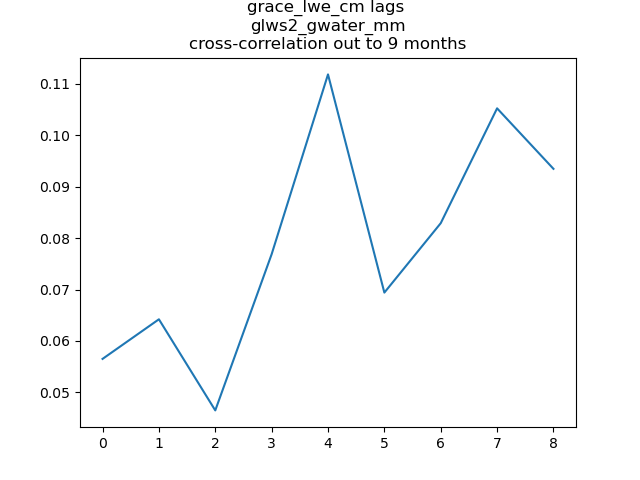 grace_lwe_cm lags
glws2_gwater_mm
cross-correlation out to 9 months
0.11
0.10
0.09
0.08
0.07
0.06
0.05
0 1 2 3 4 5 6 7 8